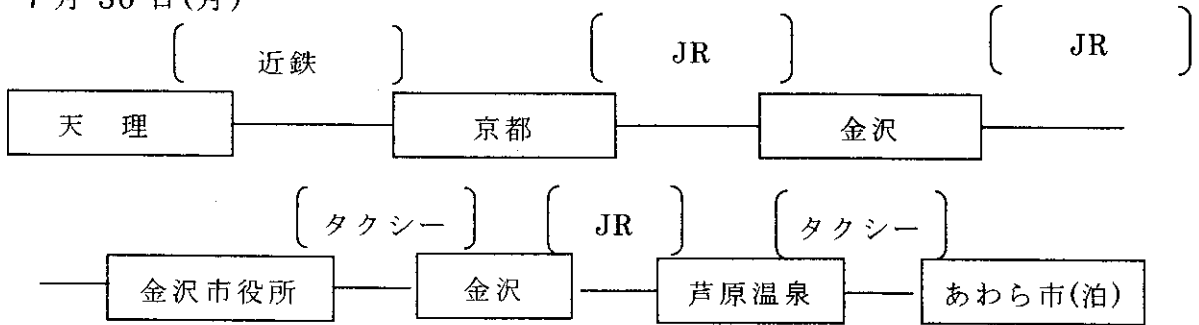 7月30日(月)
近鉄 JR JR
天理 京都 金沢
タクシー JR タクシー
金沢市役所 金沢 芦原温泉 あわら市(泊)